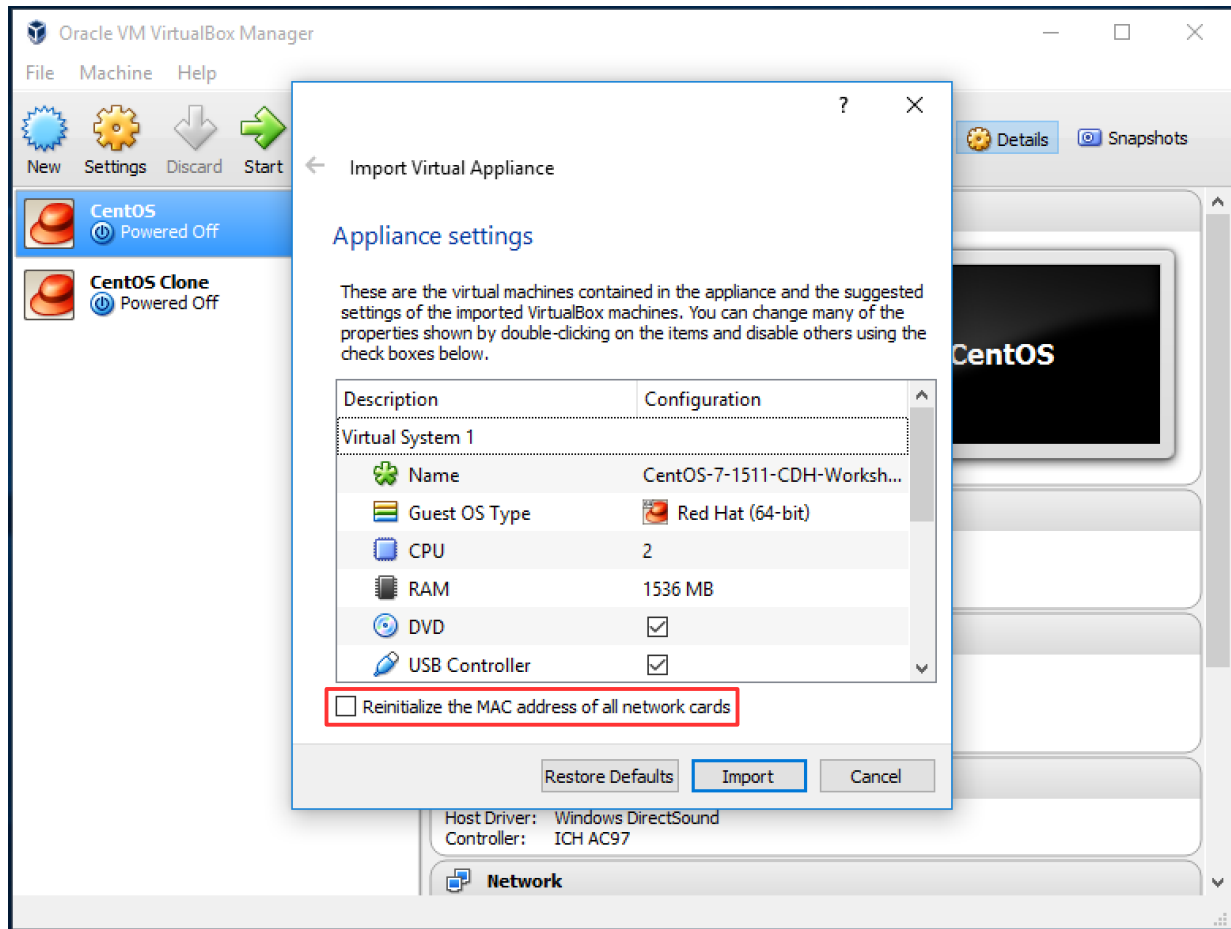 Oracle VM VirtualBox Manager
File Machine Help
New Settings Discard Start
Details Snapshots
CentOS
Powered Off
CentOS Clone
Powered Off
?
Import Virtual Appliance
Appliance settings
These are the virtual machines contained in the appliance and the suggested
settings of the imported VirtualBox machines. You can change many of the
properties shown by double-clicking on the items and disable others using the
check boxes below.
Description Configuration
Virtual System 1
Name CentOS-7-1511-CDH-Worksh...
Guest OS Type Red Hat (64-bit)
CPU 2
RAM 1536 MB
DVD
USB Controller
Reinitialize the MAC address of all network cards
Restore Defaults Import Cancel
CentOS
Host Driver: Windows DirectSound
Controller: ICH AC97
Network